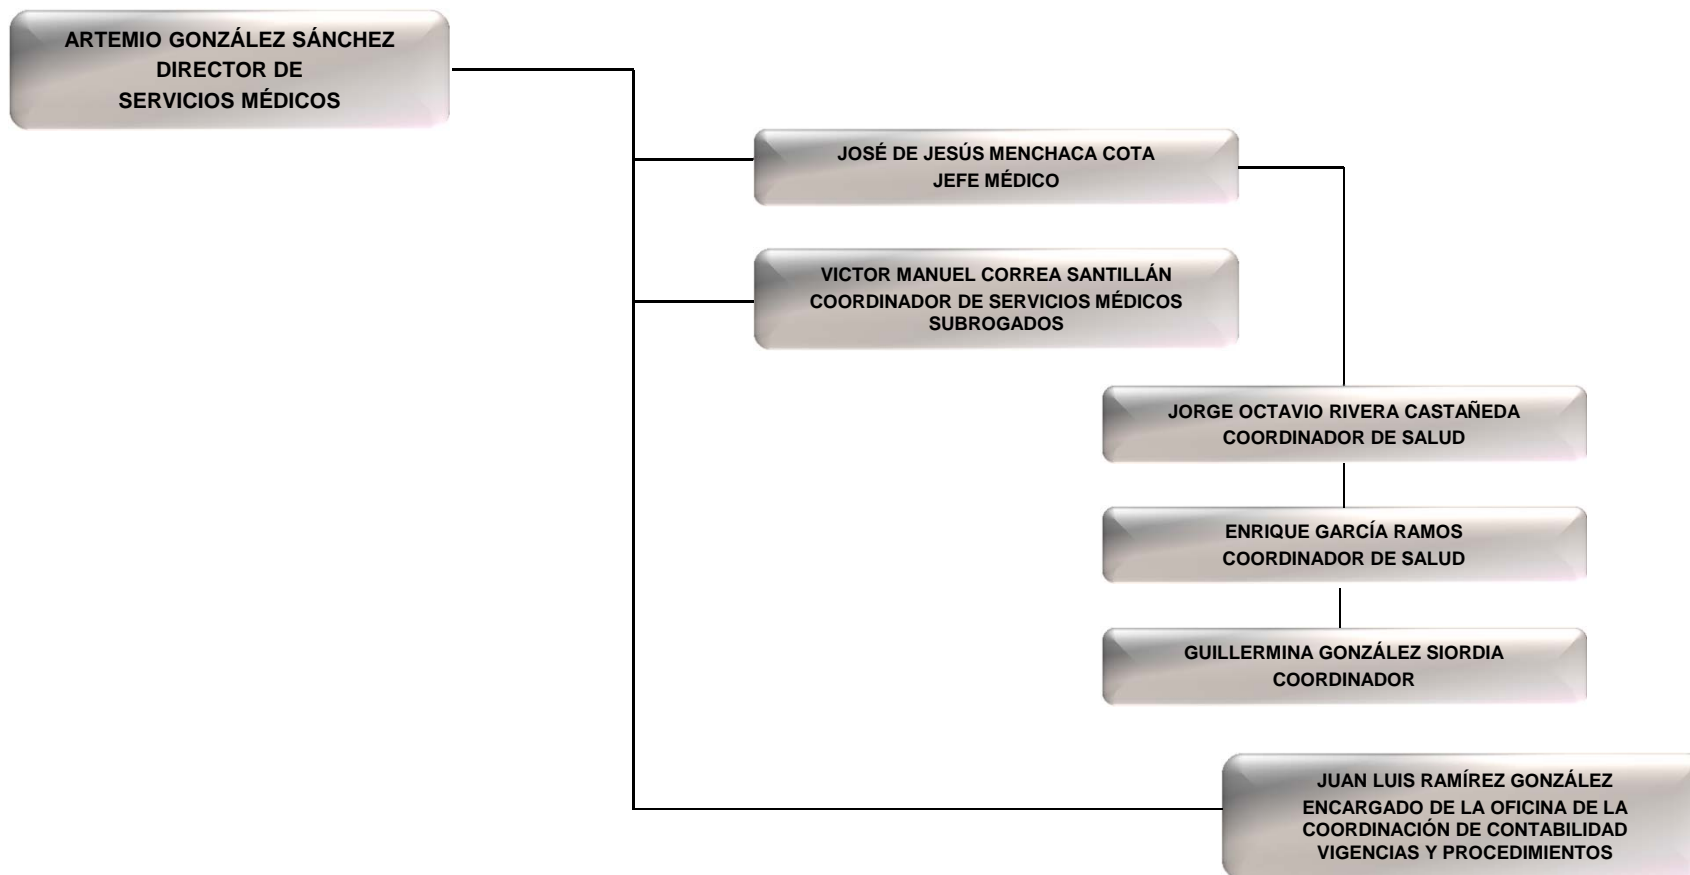 ARTEMIO GONZÁLEZ SÁNCHEZ
DIRECTOR DE
SERVICIOS MÉDICOS
JOSÉ DE JESÚS MENCHACA COTA
JEFE MÉDICO
VICTOR MANUEL CORREA SANTILLÁN
COORDINADOR DE SERVICIOS MÉDICOS
SUBROGADOS
JORGE OCTAVIO RIVERA CASTAÑEDA
COORDINADOR DE SALUD
ENRIQUE GARCÍA RAMOS
COORDINADOR DE SALUD
GUILLERMINA GONZÁLEZ SIORDIA
COORDINADOR
JUAN LUIS RAMÍREZ GONZÁLEZ
ENCARGADO DE LA OFICINA DE LA
COORDINACIÓN DE CONTABILIDAD
VIGENCIAS Y PROCEDIMIENTOS